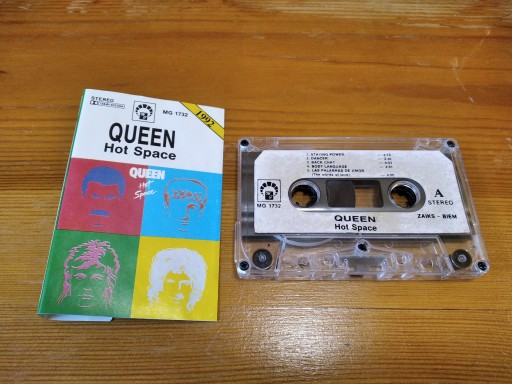 STEREO
MG 1732
1992
QUEEN
Hot Space
QUEEN
Hot
Space
1. STAYING POWER
2. DANCER
3. BACK CHAT
4. BODY LANGUAGE
5. LAS PALABRAS DE AMOR
(The words of love)
A
STEREO
MG 1732
QUEEN
Hot Space
ZAIKS - BIEM